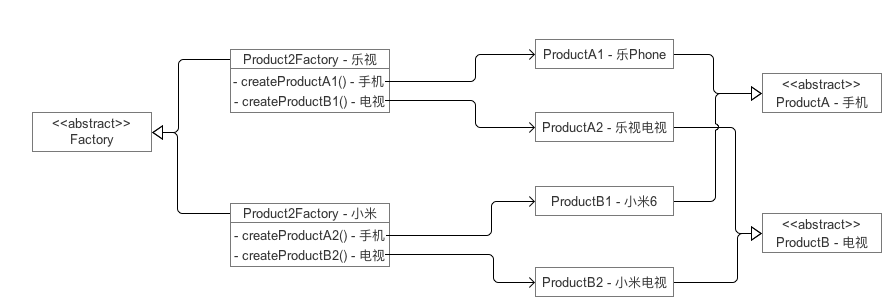 <<abstract>>
Factory
Product2Factory - 乐视
- createProductA1() - 手机
- createProductB1() - 电视
Product2Factory - 小米
- createProductA2() - 手机
- createProductB2() - 电视
ProductA1 - 乐Phone
ProductA2 - 乐视电视
ProductB1 - 小米6
ProductB2 - 小米电视
<<abstract>>
ProductA - 手机
<<abstract>>
ProductB - 电视